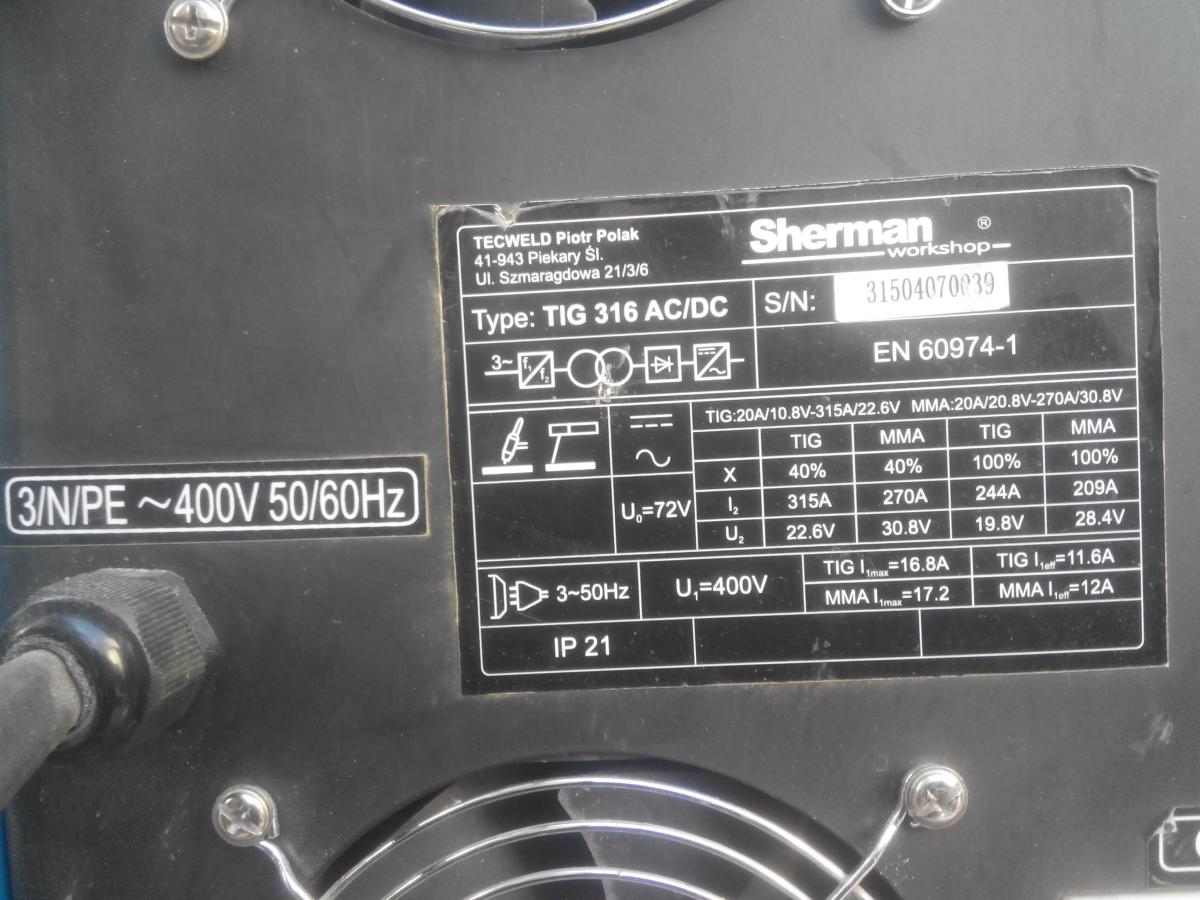 TECWELD Piotr Polak
41-943 Piekary Śl.
Ul. Szmaragdowa 21/3/6
Sherman ®
workshop
Type: TIG 316 AC/DC
S/N: 31504070039
3~ f₁ f₂
EN 60974-1
TIG:20A/10.8V-315A/22.6V MMA:20A/20.8V-270A/30.8V
TIG MMA TIG MMA
X 40% 40% 100% 100%
I₂ 315A 270A 244A 209A
U₂ 22.6V 30.8V 19.8V 28.4V
U₀=72V
3~50Hz
U₁=400V
TIG I₁max=16.8A TIG I₁eff=11.6A
MMA I₁max=17.2 MMA I₁eff=12A
IP 21
3/N/PE ~400V 50/60Hz